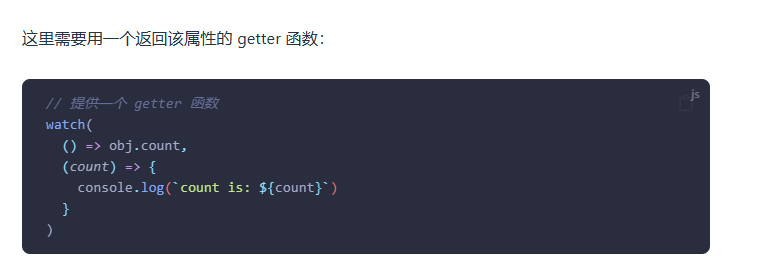 这里需要用一个返回该属性的 getter 函数：
js
// 提供一个 getter 函数
watch(
  () => obj.count,
  (count) => {
    console.log(`count is: ${count}`)
  }
)